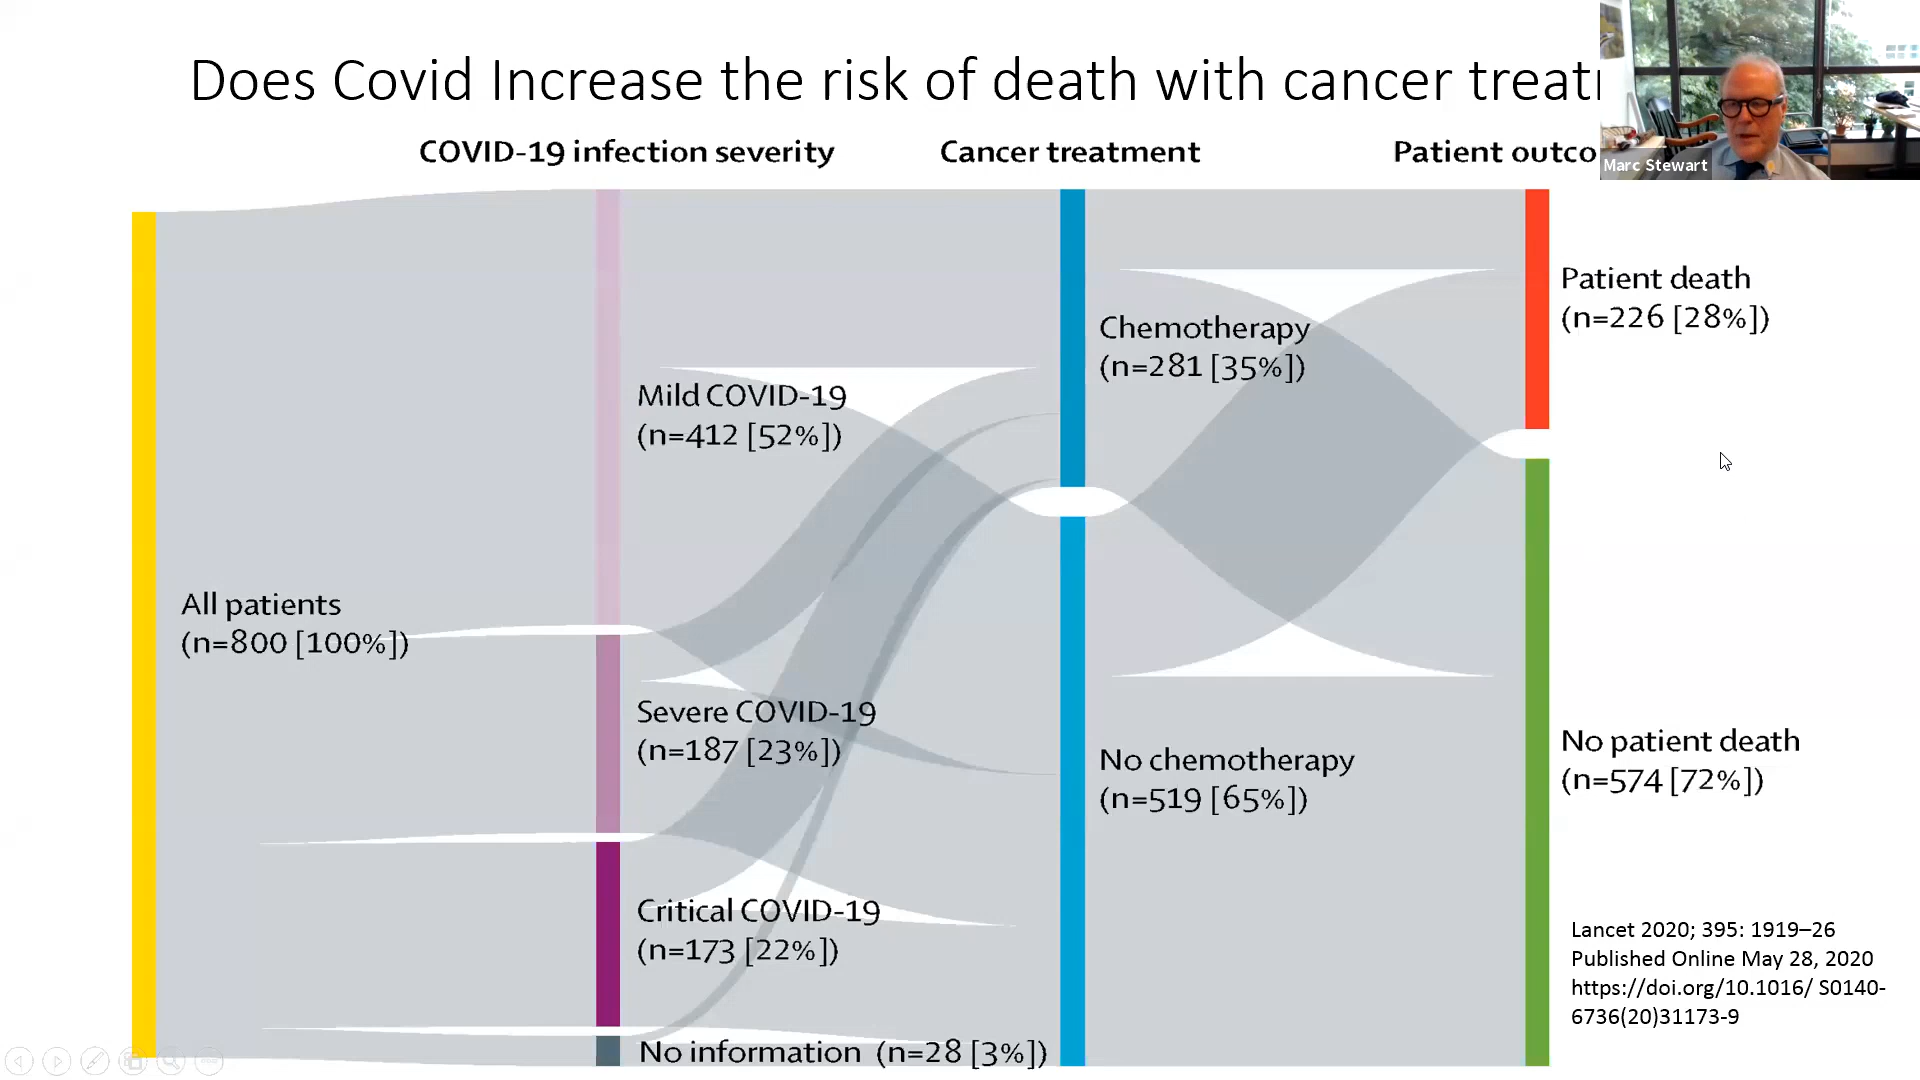 Does Covid Increase the risk of death with cancer treatr
COVID-19 infection severity
Cancer treatment
Patient outco
Marc Stewart
All patients
(n=800 [100%])
Mild COVID-19
(n=412 [52%])
Severe COVID-19
(n=187 [23%])
Critical COVID-19
(n=173 [22%])
No information (n=28 [3%])
Chemotherapy
(n=281 [35%])
No chemotherapy
(n=519 [65%])
Patient death
(n=226 [28%])
No patient death
(n=574 [72%])
Lancet 2020; 395: 1919–26
Published Online May 28, 2020
https://doi.org/10.1016/ S0140-
6736(20)31173-9